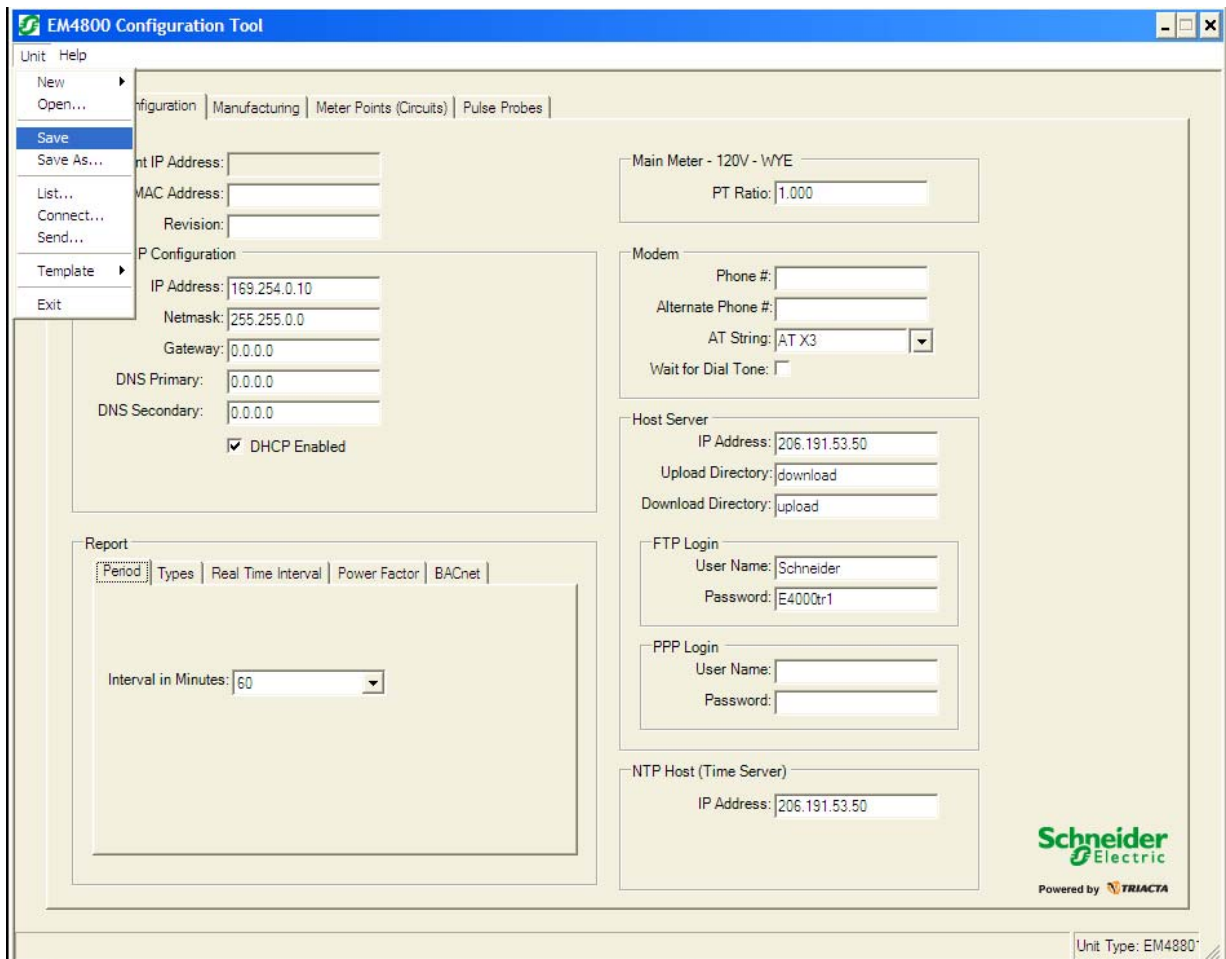 EM4800 Configuration Tool
Unit Help
New
Open...
Save
Save As...
List...
Connect...
Send...
Template
Exit
nfiguration Manufacturing Meter Points (Circuits) Pulse Probes
nt IP Address:
MAC Address:
Revision:
P Configuration
IP Address: 169.254.0.10
Netmask: 255.255.0.0
Gateway: 0.0.0.0
DNS Primary: 0.0.0.0
DNS Secondary: 0.0.0.0
DHCP Enabled
Report
Period Types Real Time Interval Power Factor BACnet
Interval in Minutes: 60
Main Meter - 120V - WYE
PT Ratio: 1.000
Modem
Phone #:
Alternate Phone #:
AT String: AT X3
Wait for Dial Tone:
Host Server
IP Address: 206.191.53.50
Upload Directory: download
Download Directory: upload
FTP Login
User Name: Schneider
Password: E4000tr1
PPP Login
User Name:
Password:
NTP Host (Time Server)
IP Address: 206.191.53.50
Schneider
Electric
Powered by TRIACTA
Unit Type: EM4880